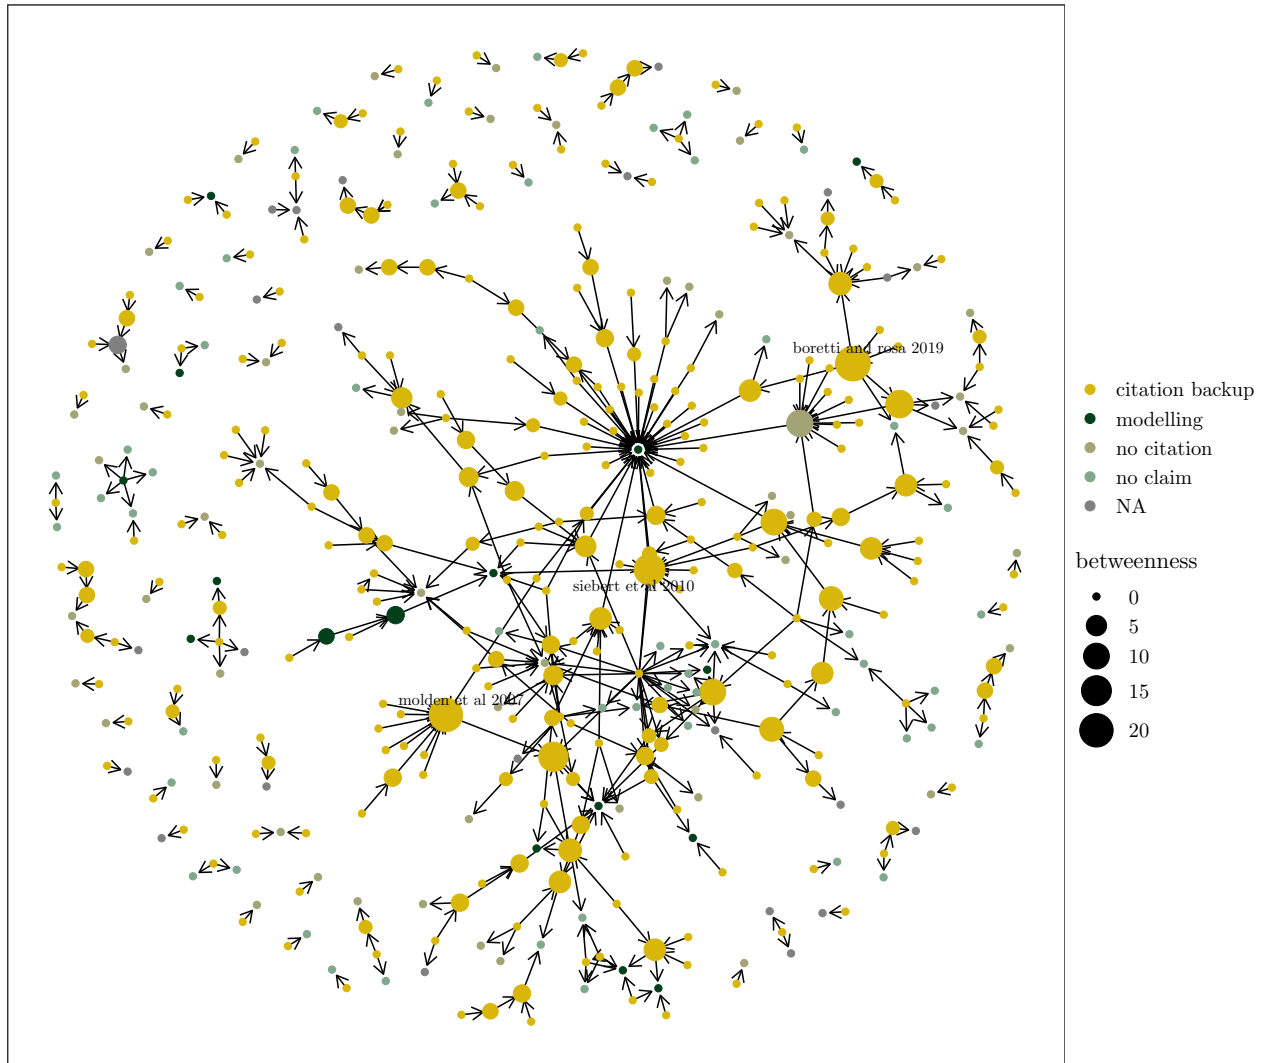 boretti and rosa 2019
siebert et al 2010
molden et al 2007
citation backup
modelling
no citation
no claim
NA
betweenness
0
5
10
15
20